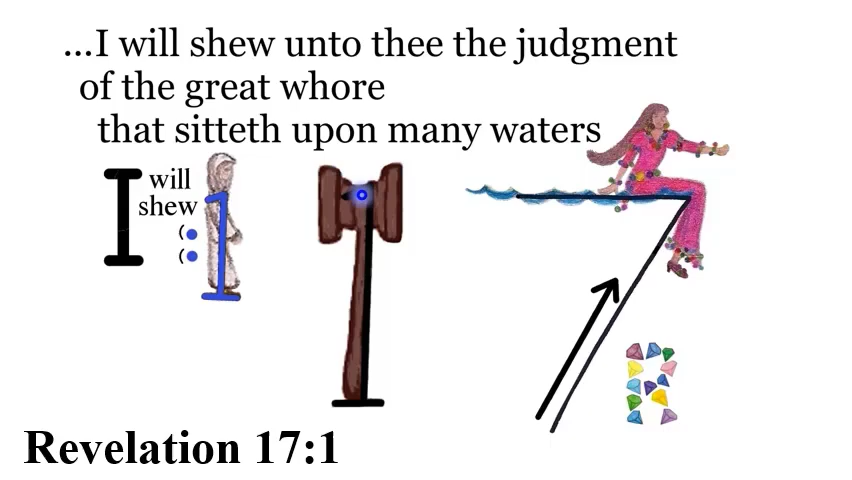 ...I will shew unto thee the judgment
of the great whore
that sitteth upon many waters
I will
shew
Revelation 17:1